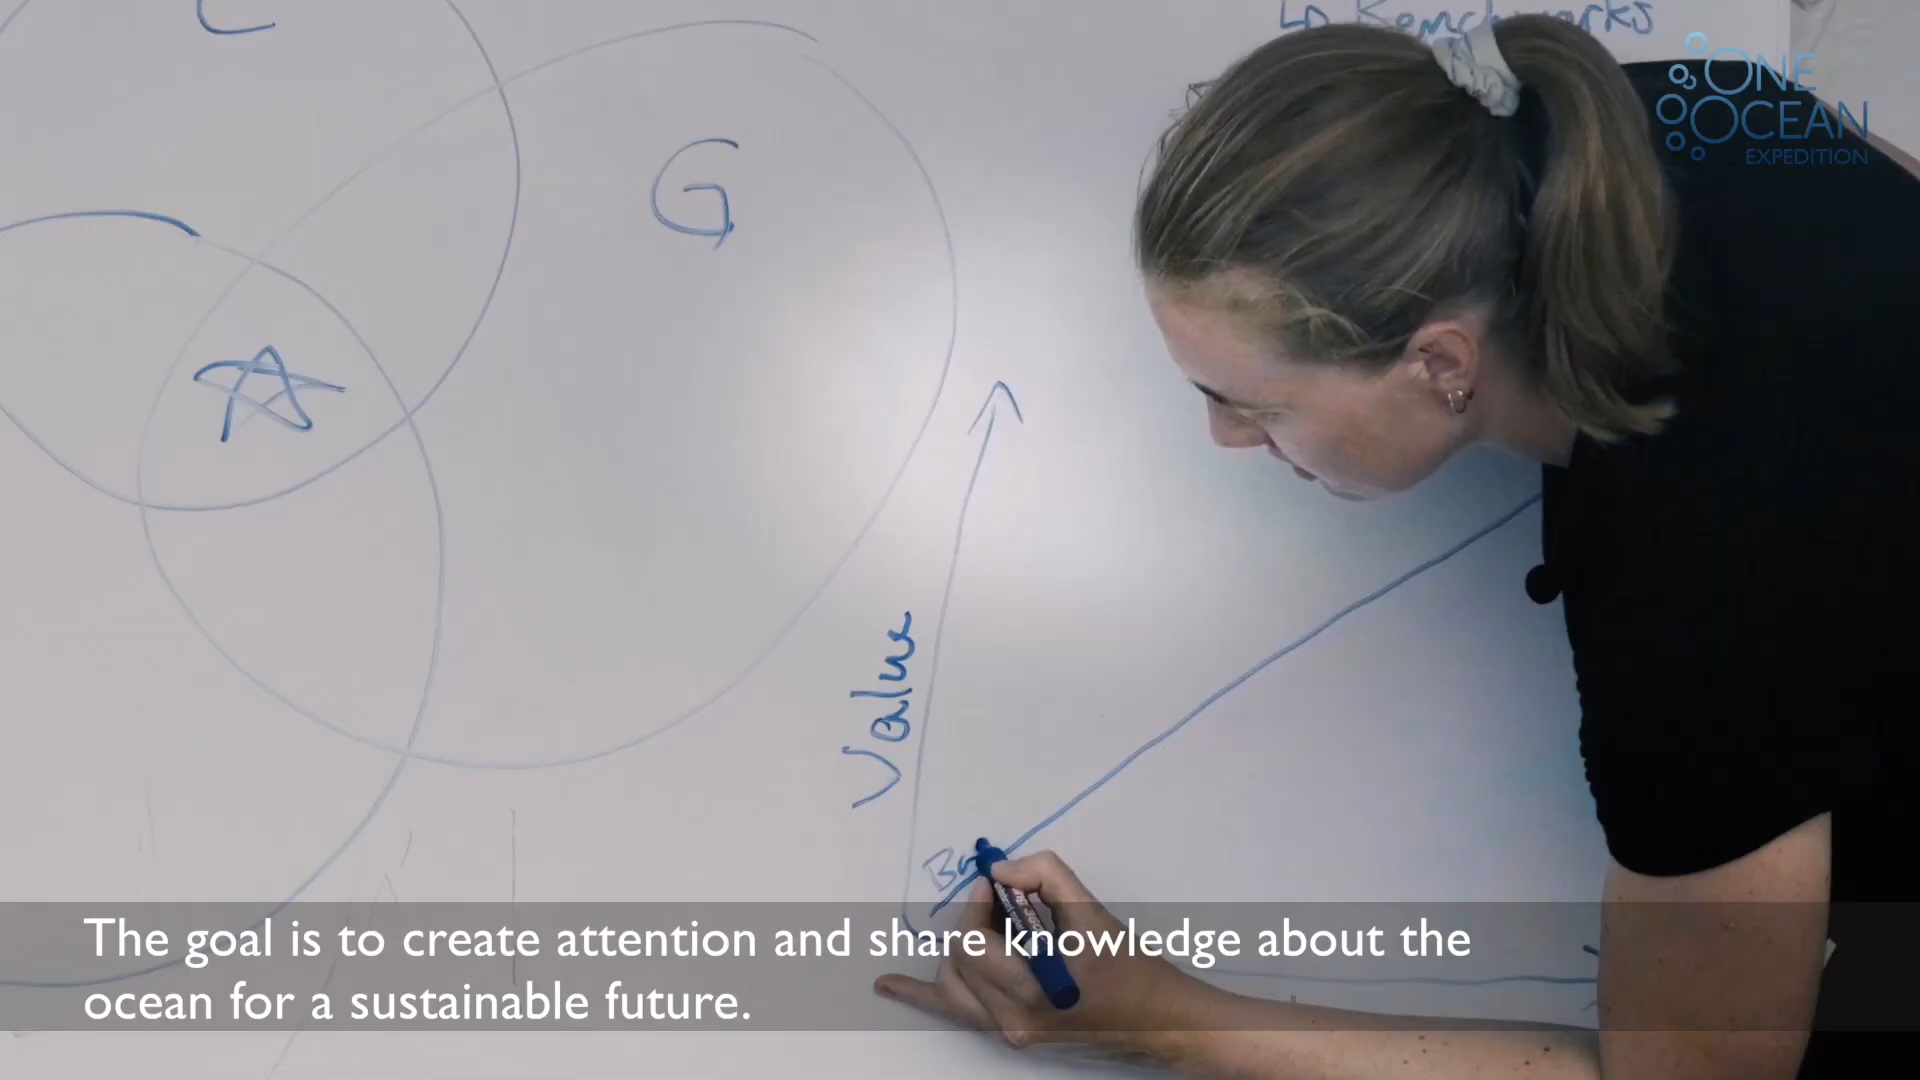 C
G
Value
ONE
OCEAN
EXPEDITION
The goal is to create attention and share knowledge about the
ocean for a sustainable future.